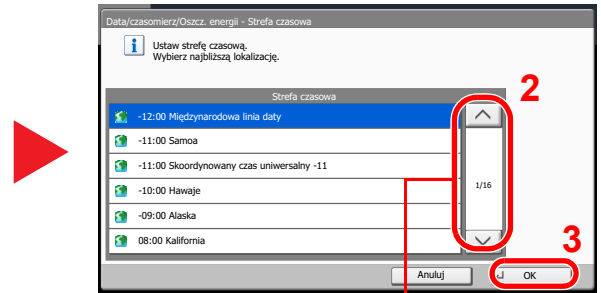 Data/czasomierz/Oszcz. energii - Strefa czasowa
Ustaw strefę czasową.
Wybierz najbliższą lokalizację.
2
Strefa czasowa
-12:00 Międzynarodowa linia daty
-11:00 Samoa
-11:00 Skoordynowany czas uniwersalny -11
1/16
-10:00 Hawaje
-09:00 Alaska
08:00 Kalifornia
3
Anuluj
OK